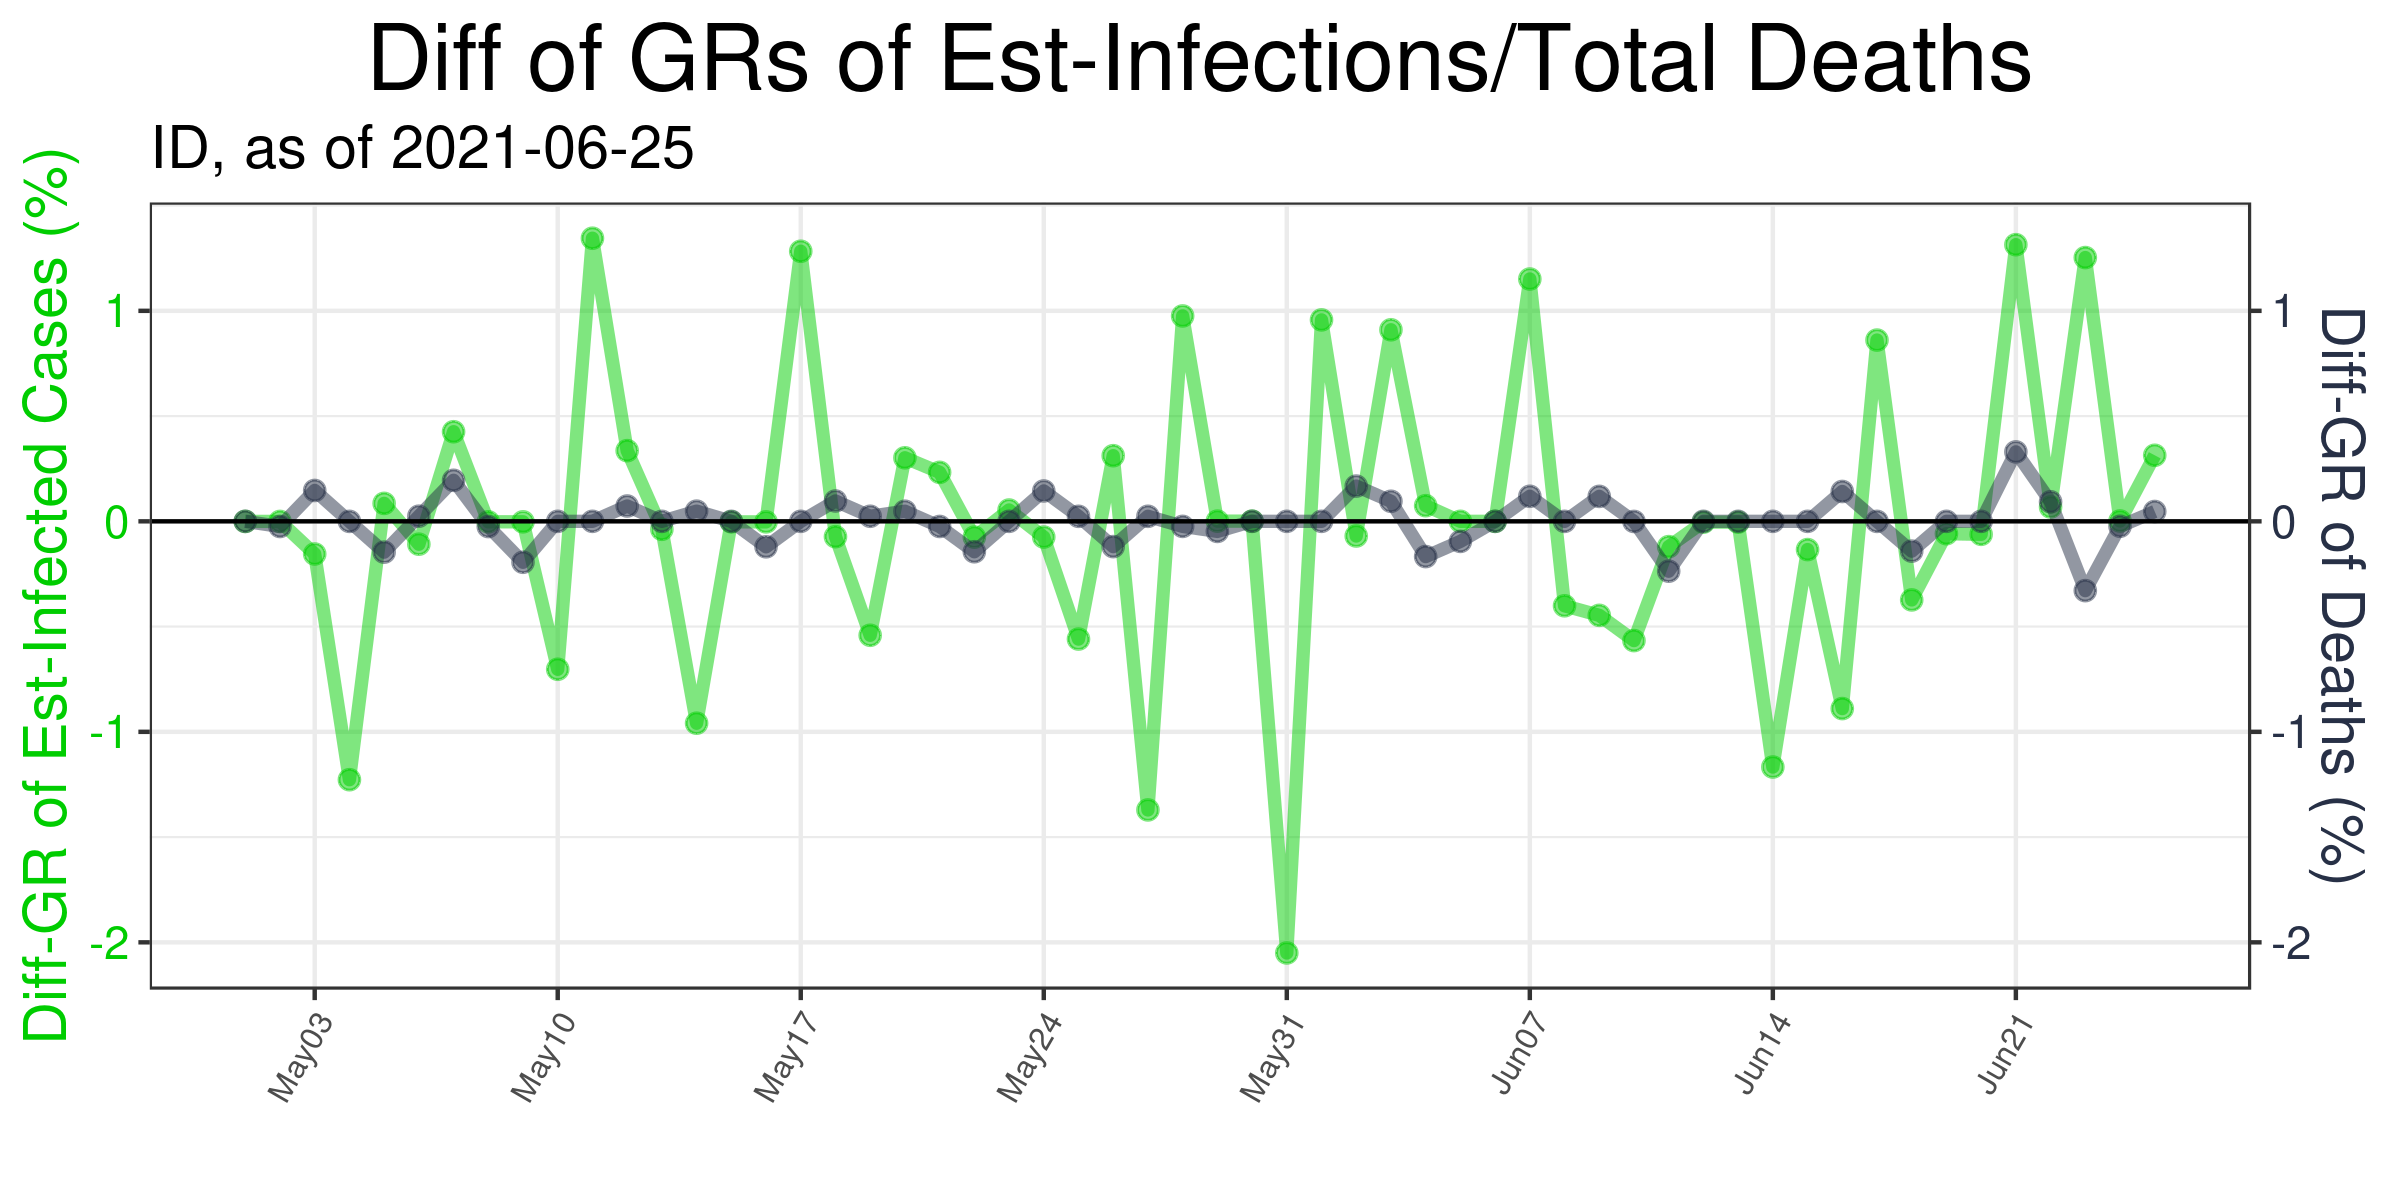 Diff of GRs of Est-Infections/Total Deaths
ID, as of 2021-06-25
Diff-GR of Est-Infected Cases (%)
1
0
-1
-2
1
0
-1
-2
Diff-GR of Deaths (%)
May03
May10
May17
May24
May31
Jun07
Jun14
Jun21